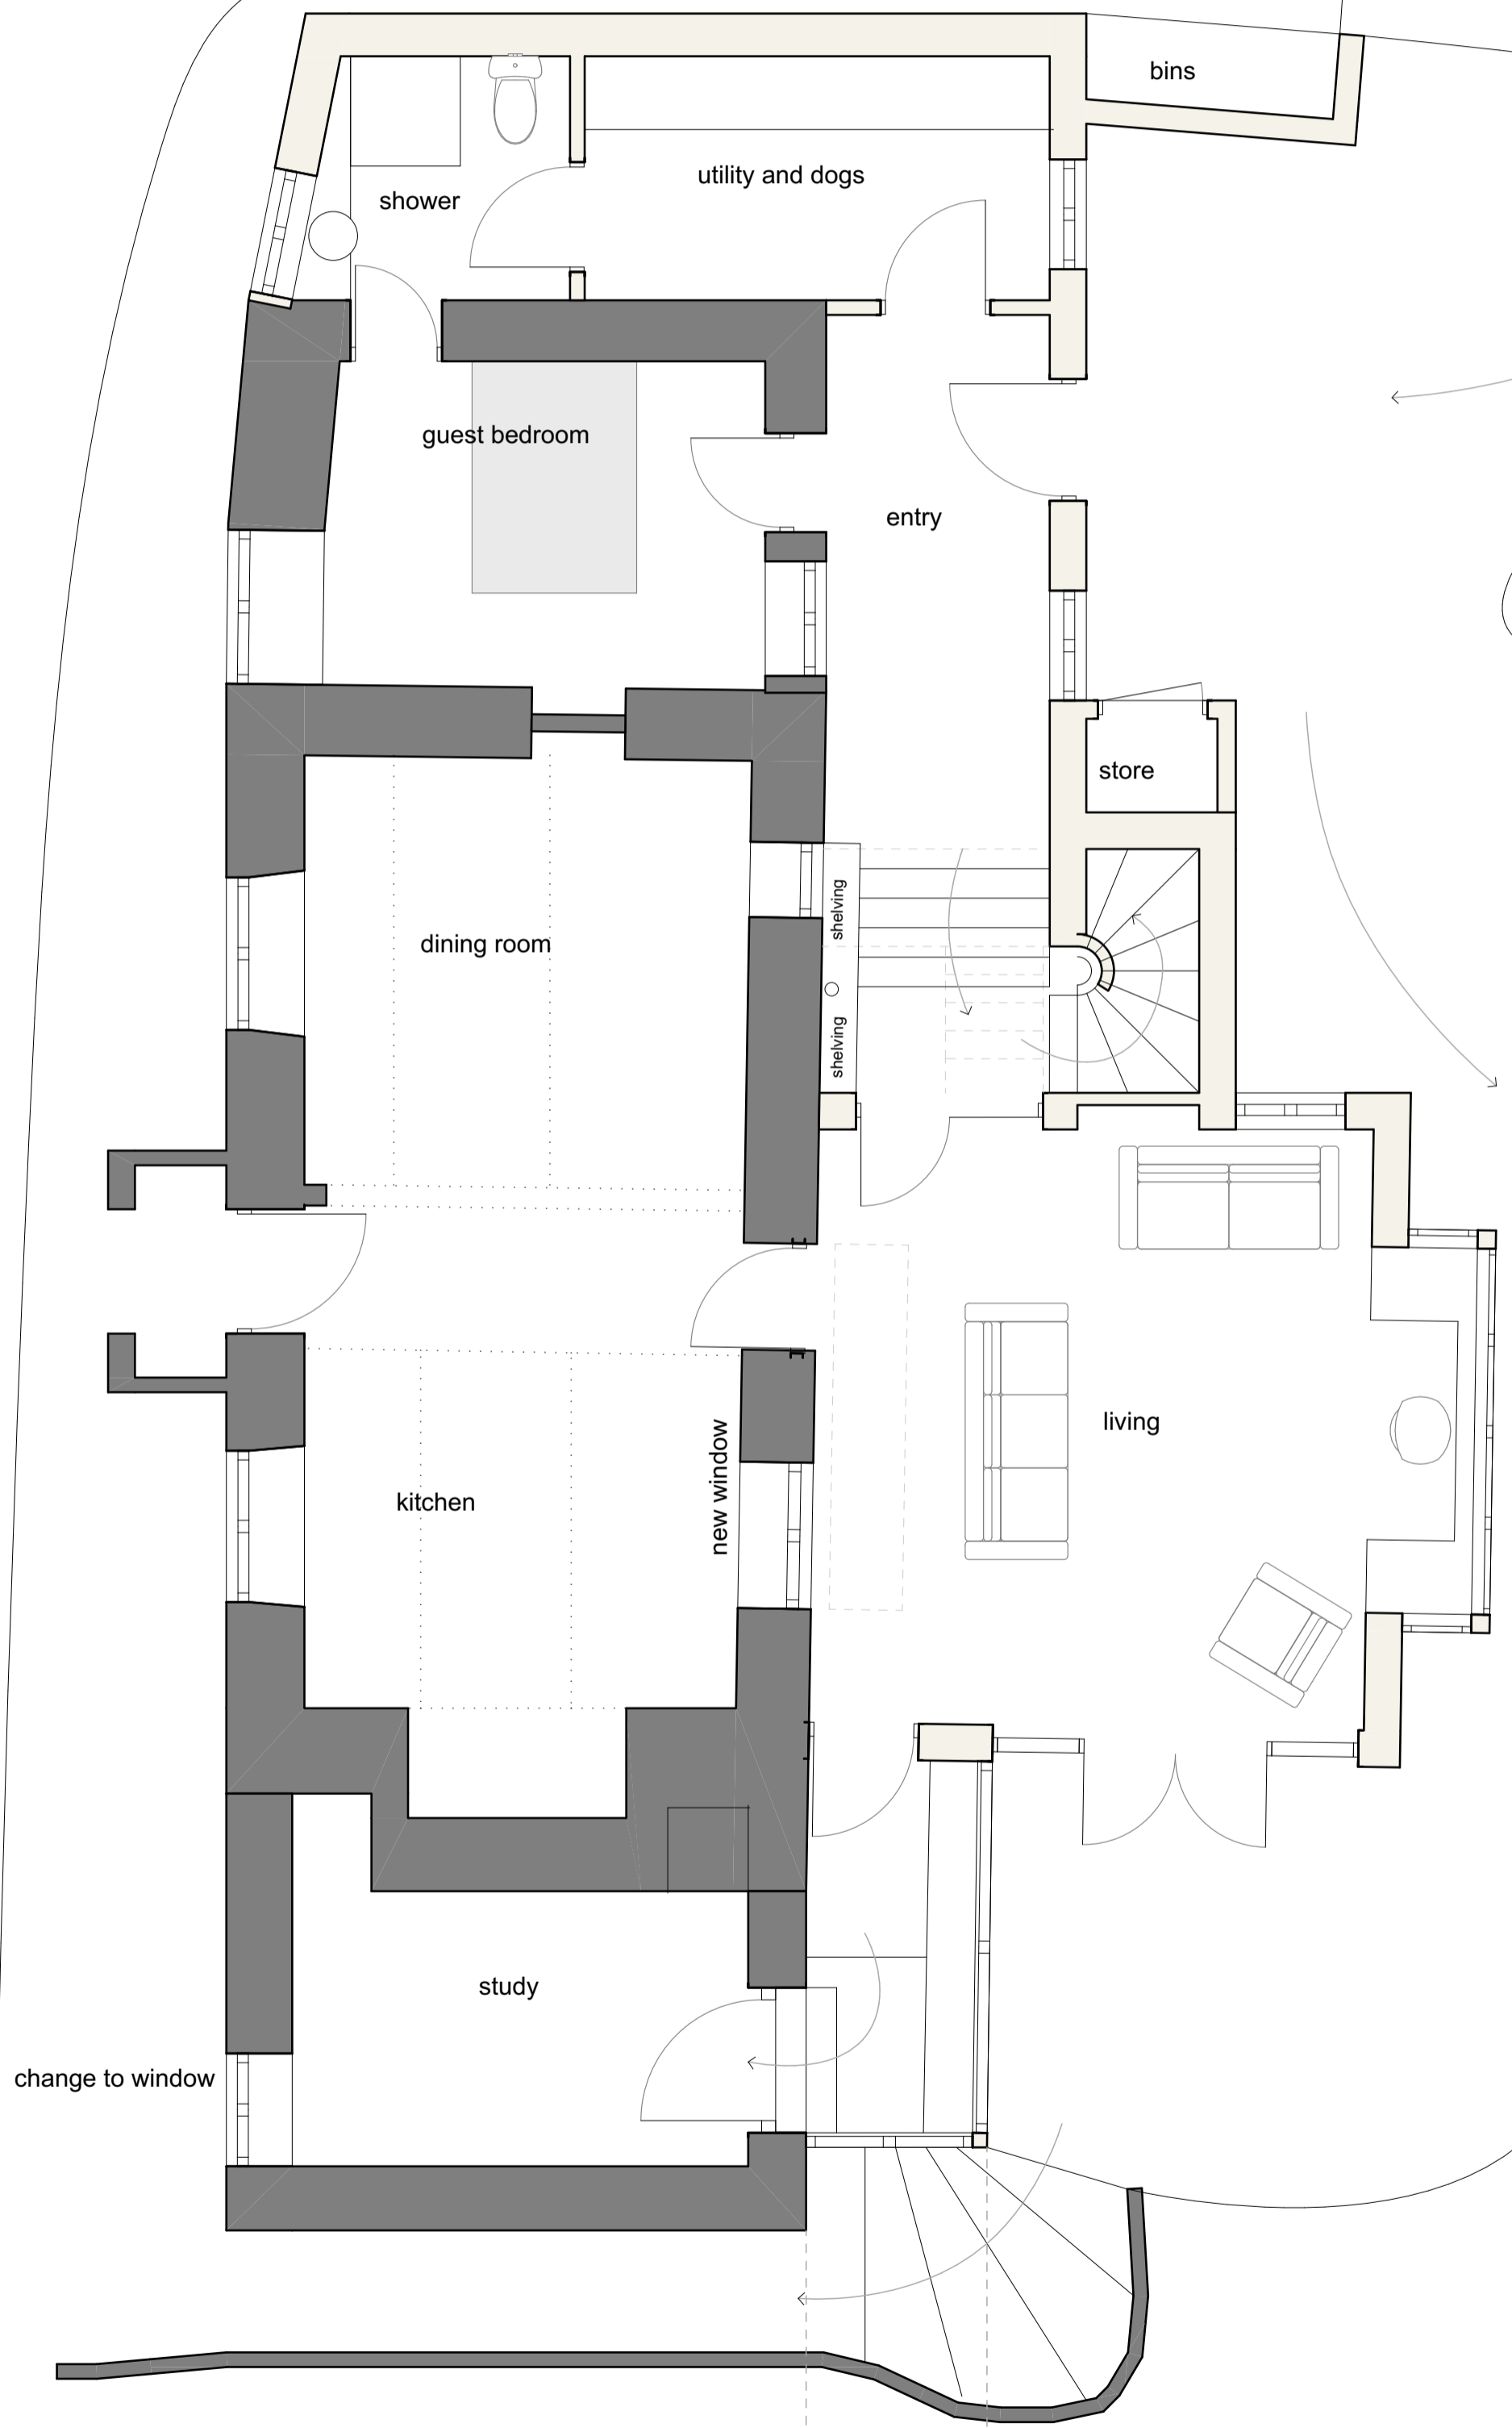 bins
utility and dogs
shower
guest bedroom
entry
store
shelving
dining room
shelving
living
new window
kitchen
study
change to window